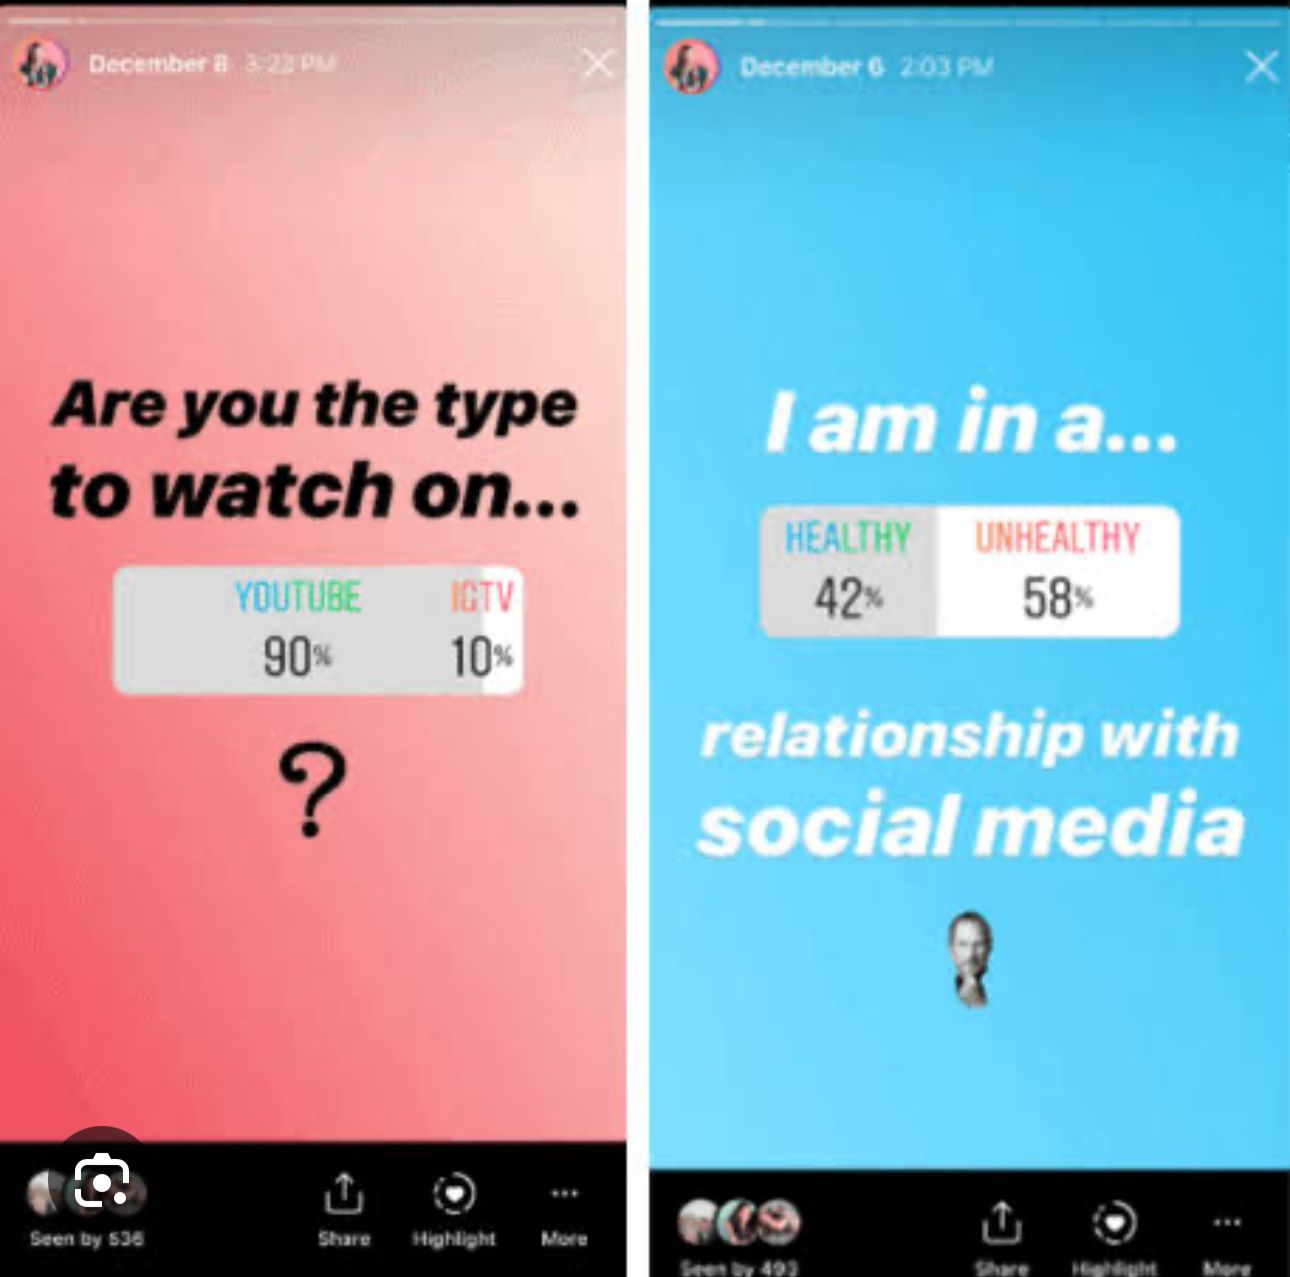 December 8 3:22 PM
Are you the type
to watch on...
YOUTUBE IGTV
90% 10%
?
Seen by 536
Share
Highlight
More
December 6 2:03 PM
I am in a...
HEALTHY UNHEALTHY
42% 58%
relationship with
social media
Seen by 493
Share
Highlight
More